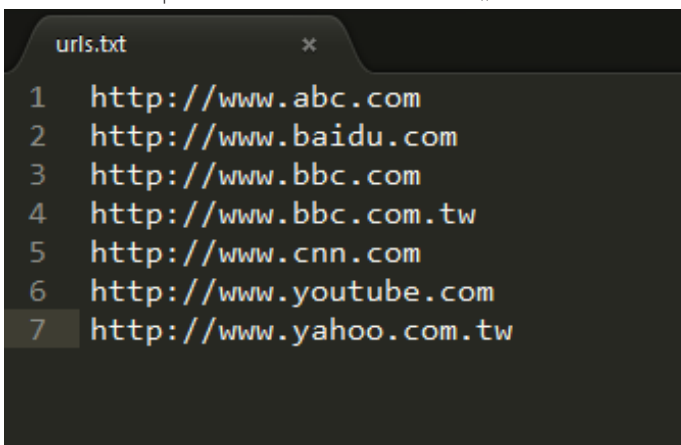 urls.txt ×
1 http://www.abc.com
2 http://www.baidu.com
3 http://www.bbc.com
4 http://www.bbc.com.tw
5 http://www.cnn.com
6 http://www.youtube.com
7 http://www.yahoo.com.tw